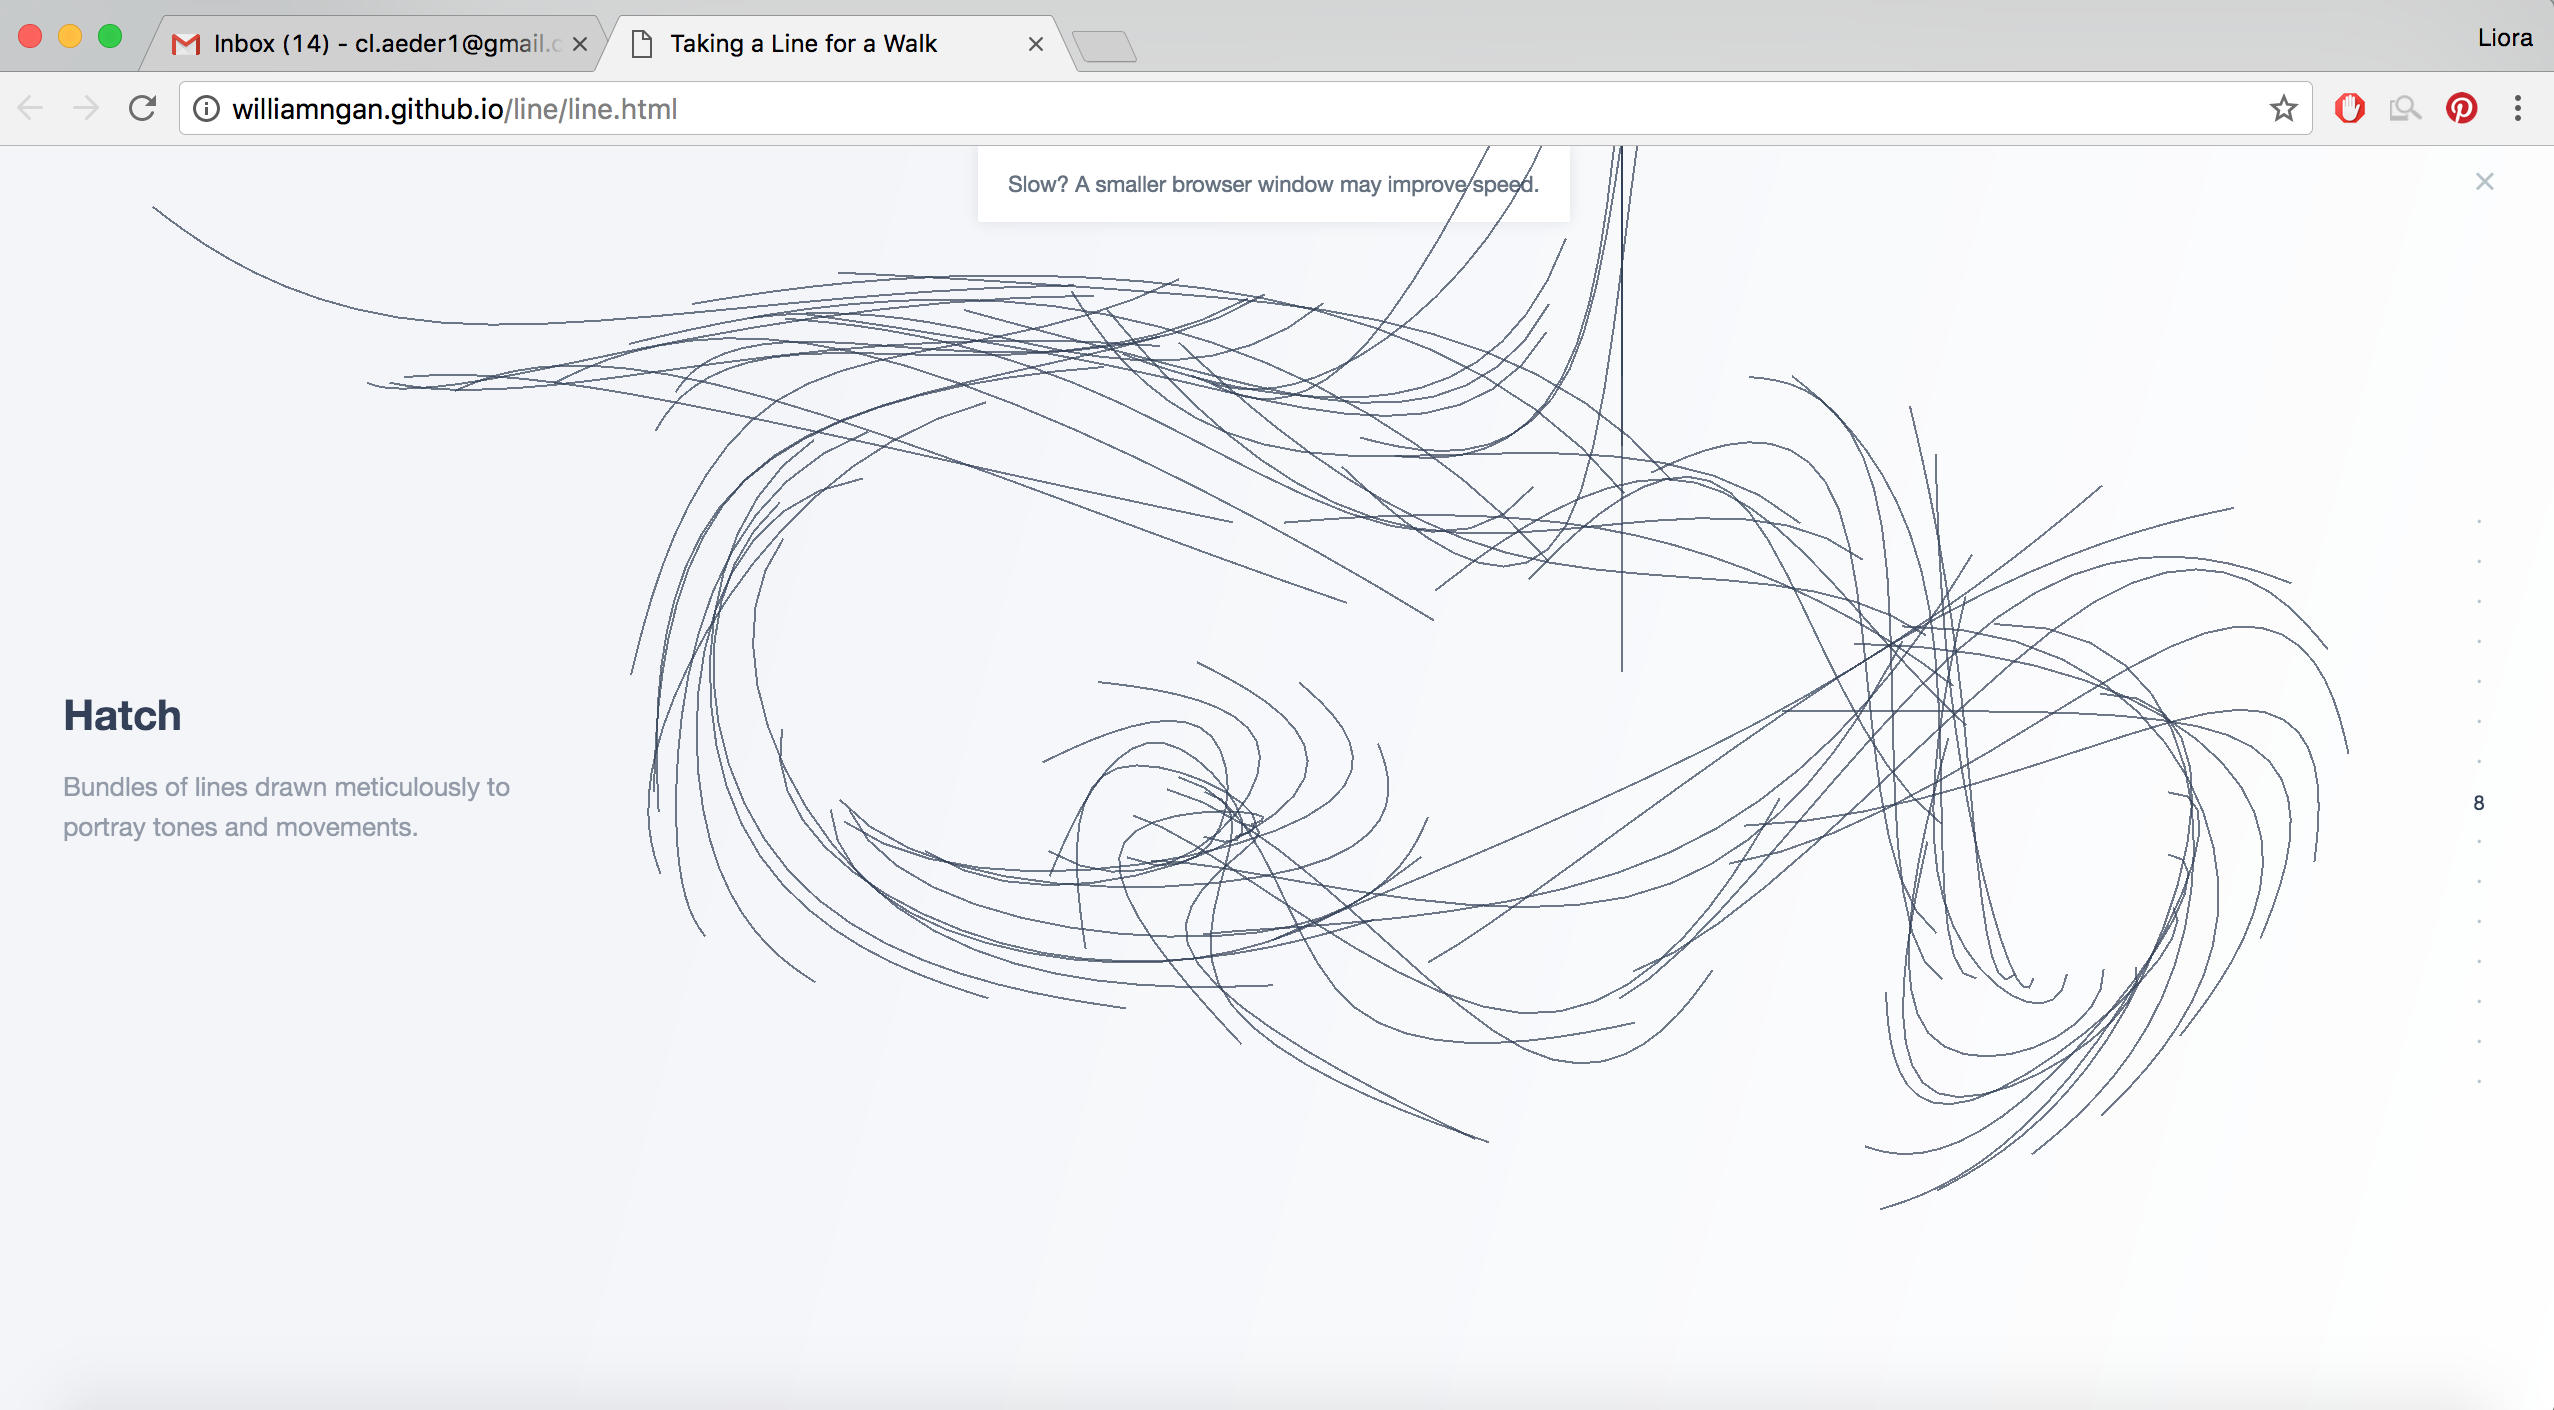 Inbox (14) - cl.aeder1@gmail.c
Taking a Line for a Walk
Liora
williamngan.github.io/line/line.html
Slow? A smaller browser window may improve speed.
Hatch
Bundles of lines drawn meticulously to
portray tones and movements.
8